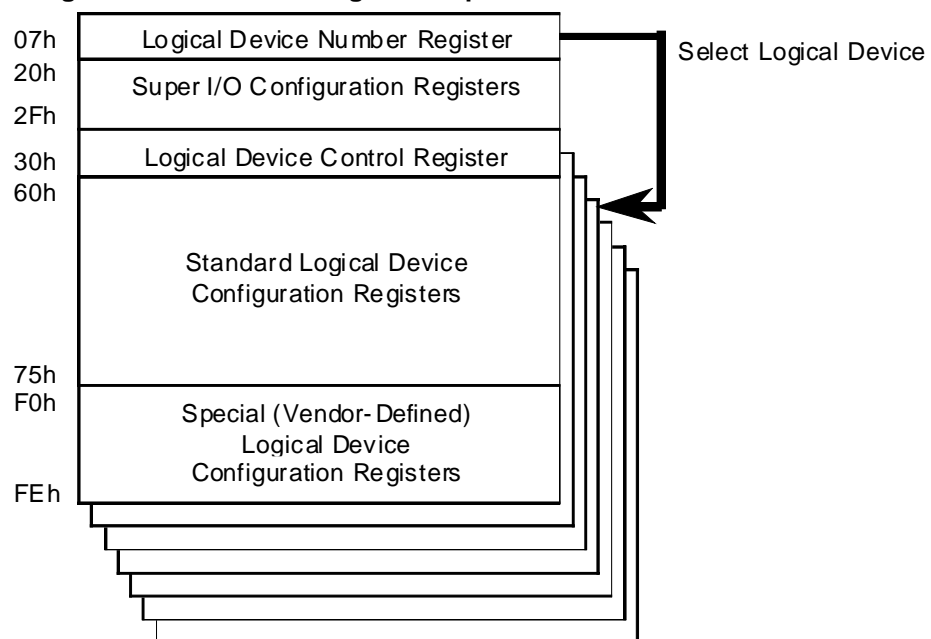 07h Logical Device Number Register
Select Logical Device
20h
Super I/O Configuration Registers
2Fh
30h Logical Device Control Register
60h
Standard Logical Device
Configuration Registers
75h
F0h
Special (Vendor-Defined)
Logical Device
Configuration Registers
FEh